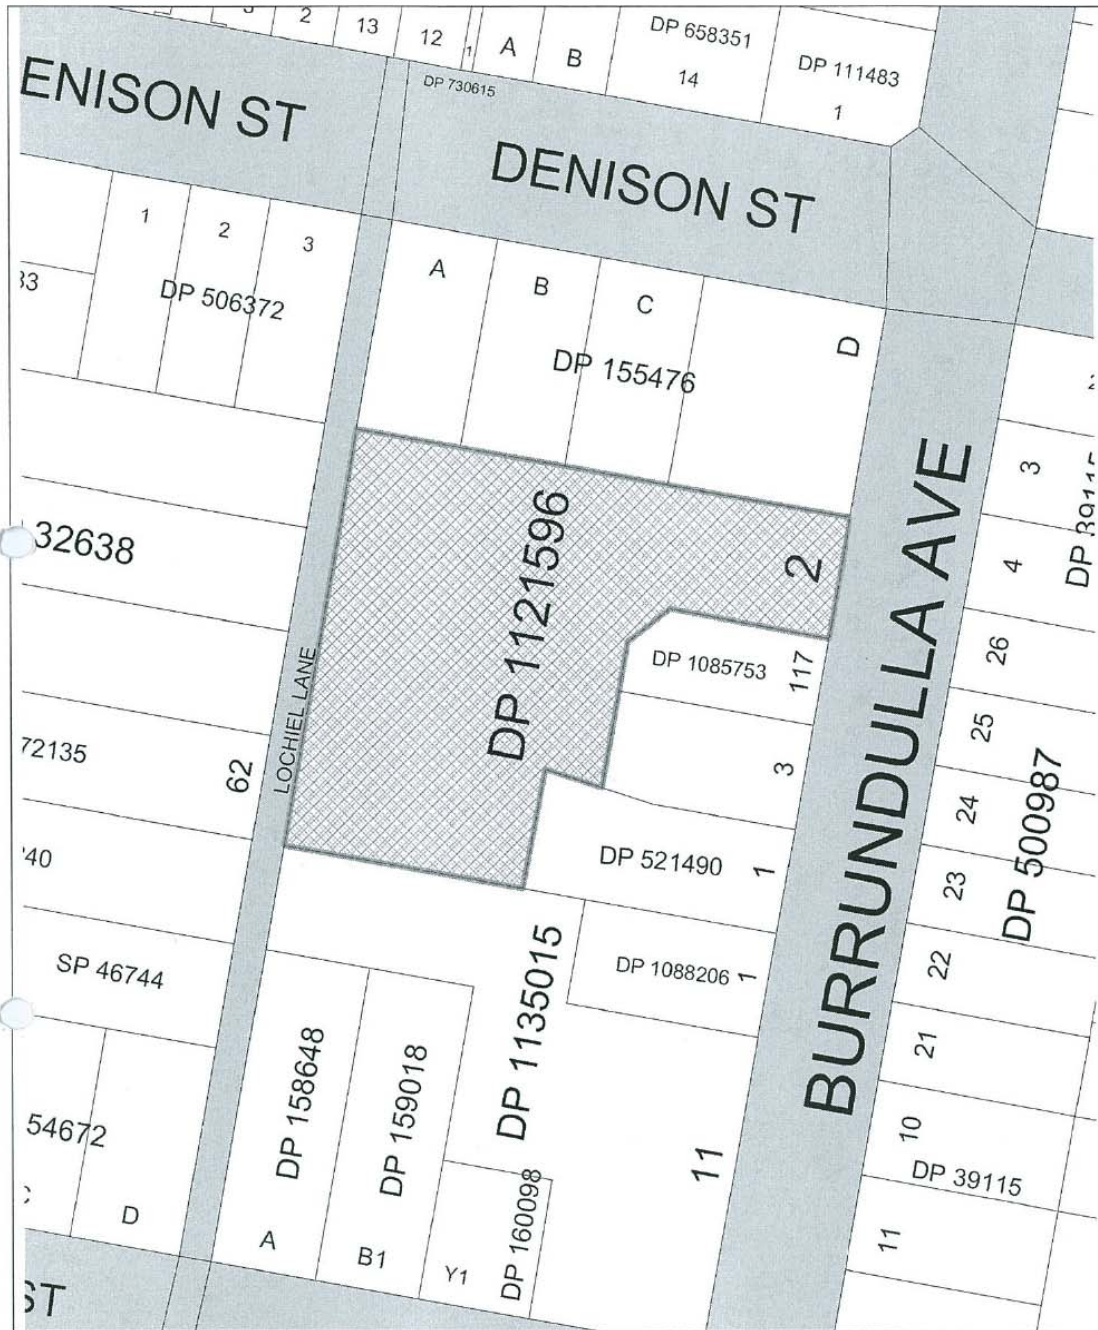 2
13
12
1
A
B
DP 658351
14
DP 111483
1
DP 730615
ENISON ST
DENISON ST
1
2
3
DP 506372
33
A
B
C
D
DP 155476
32638
DP 1121596
2
BURRUNDULLA AVE
3
DP 39115
4
26
25
24
DP 500987
23
22
21
10
DP 39115
11
LOCHIEL LANE
DP 1085753
117
3
72135
62
40
DP 521490
1
SP 46744
DP 1135015
DP 1088206
1
DP 158648
DP 159018
54672
C
D
11
DP 160098
A
B1
Y1
ST